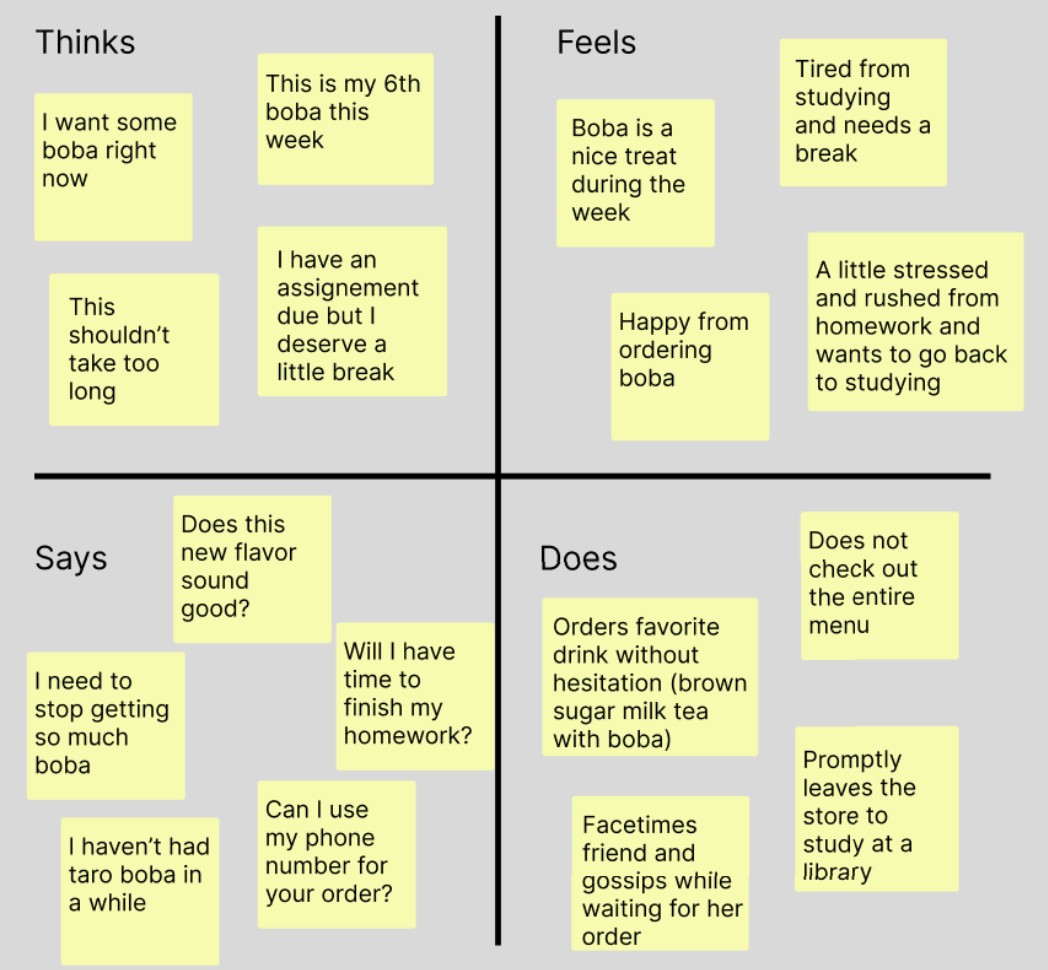 Thinks
I want some
boba right
now
This is my 6th
boba this
week
This
shouldn't
take too
long
I have an
assignement
due but I
deserve a
little break
Feels
Boba is a
nice treat
during the
week
Tired from
studying
and needs a
break
Happy from
ordering
boba
A little stressed
and rushed from
homework and
wants to go back
to studying
Says
Does this
new flavor
sound
good?
I need to
stop getting
so much
boba
Will I have
time to
finish my
homework?
I haven't had
taro boba in
a while
Can I use
my phone
number for
your order?
Does
Does not
check out
the entire
menu
Orders favorite
drink without
hesitation (brown
sugar milk tea
with boba)
Promptly
leaves the
store to
study at a
library
Facetimes
friend and
gossips while
waiting for her
order